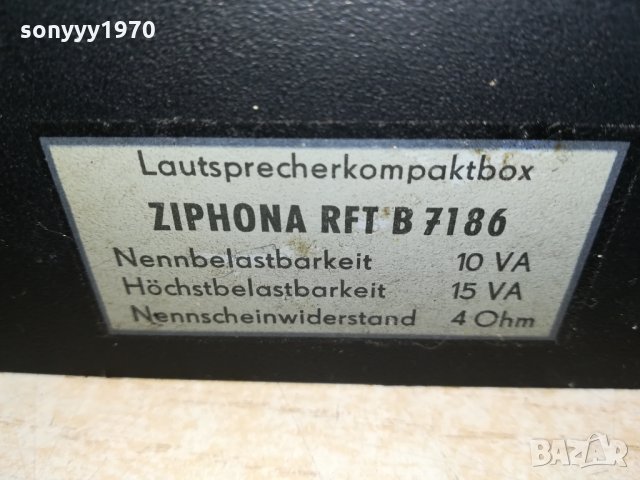 sonyyy1970
Lautsprecherkompaktbox
ZIPHONA RFT B 7186
Nennbelastbarkeit 10 VA
Höchstbelastbarkeit 15 VA
Nennscheinwiderstand 4 Ohm
BAZAR